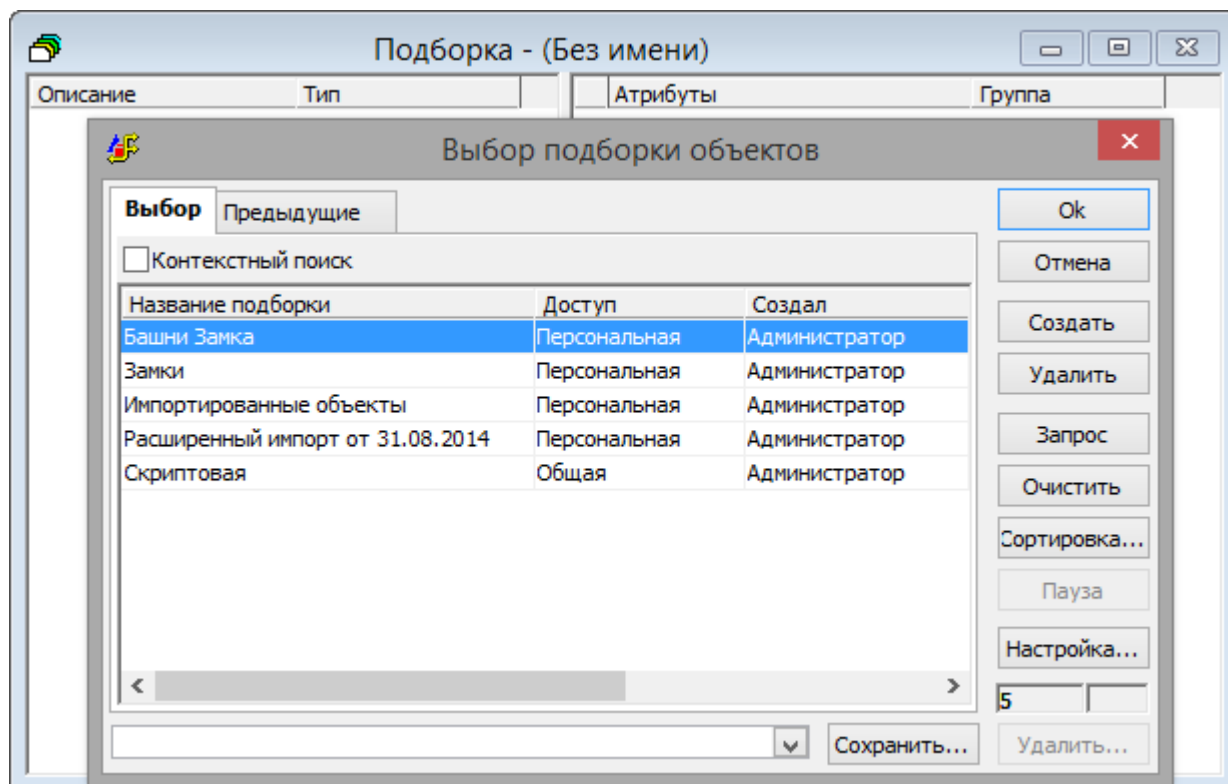 Подборка - (Без имени)
Описание Тип Атрибуты Группа
Выбор подборки объектов
Выбор Предыдущие
Контекстный поиск
Название подборки Доступ Создал
Башни Замка Персональная Администратор
Замки Персональная Администратор
Импортированные объекты Персональная Администратор
Расширенный импорт от 31.08.2014 Персональная Администратор
Скриптовая Общая Администратор
Ok
Отмена
Создать
Удалить
Запрос
Очистить
Сортировка...
Пауза
Настройка...
5
Сохранить... Удалить...